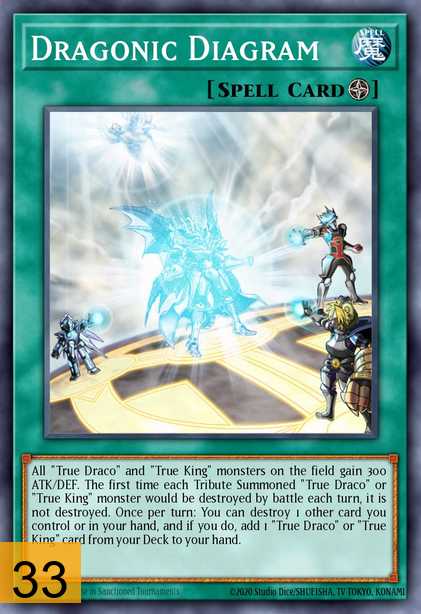 Dragonic Diagram
SPELL
魔
[Spell Card]
All "True Draco" and "True King" monsters on the field gain 300
ATK/DEF. The first time each Tribute Summoned "True Draco" or
"True King" monster would be destroyed by battle each turn, it is
not destroyed. Once per turn: You can destroy 1 other card you
control or in your hand, and if you do, add 1 "True Draco" or "True
King" card from your Deck to your hand.
33
in Sanctioned Tournaments
©2020 Studio Dice/SHUEISHA, TV TOKYO, KONAMI